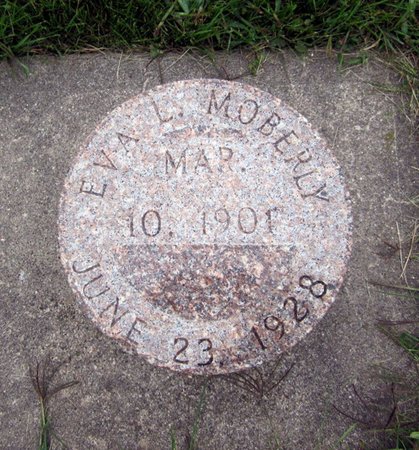 EVA L. MOBERLY
MAR.
10, 1901
JUNE 23 1928